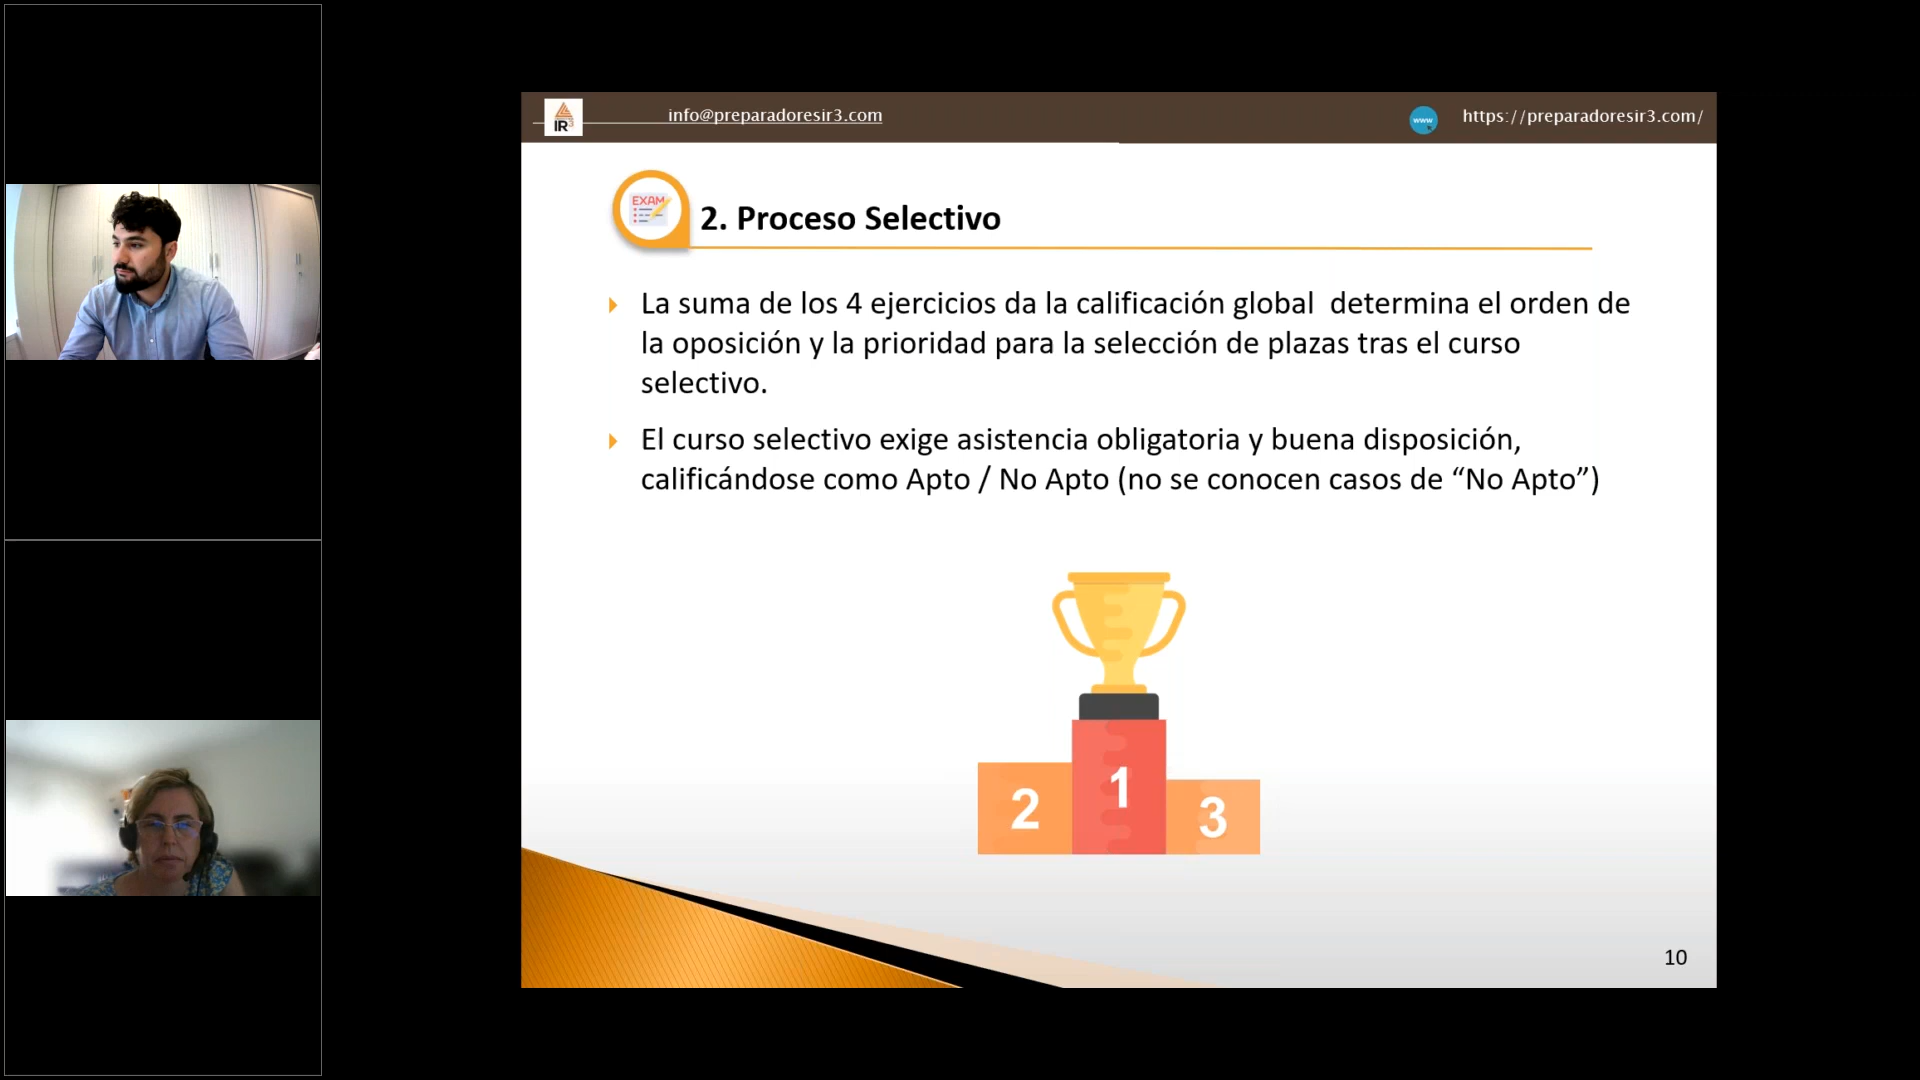 IR3
info@preparadoresir3.com
www
https://preparadoresir3.com/
EXAM
2. Proceso Selectivo
La suma de los 4 ejercicios da la calificación global  determina el orden de
la oposición y la prioridad para la selección de plazas tras el curso
selectivo.
El curso selectivo exige asistencia obligatoria y buena disposición,
calificándose como Apto / No Apto (no se conocen casos de “No Apto”)
2
1
3
10